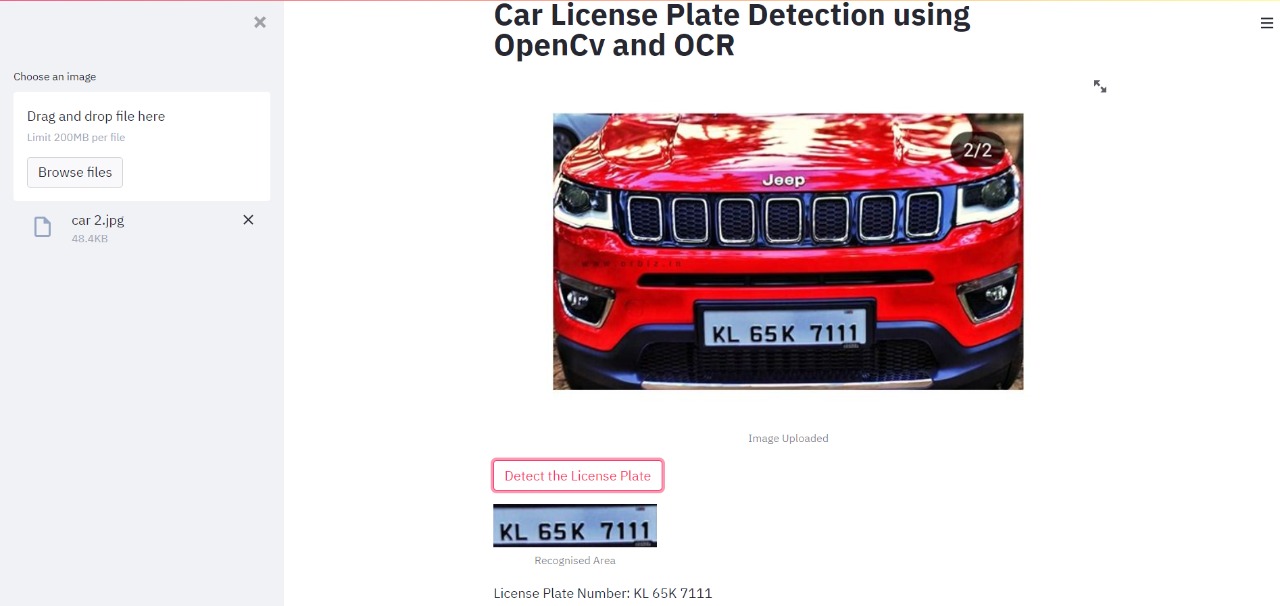 Car License Plate Detection using
OpenCv and OCR
Choose an image
Drag and drop file here
Limit 200MB per file
Browse files
car 2.jpg
48.4KB
2/2
Jeep
KL 65K 7111
Image Uploaded
Detect the License Plate
KL 65K 7111
Recognised Area
License Plate Number: KL 65K 7111